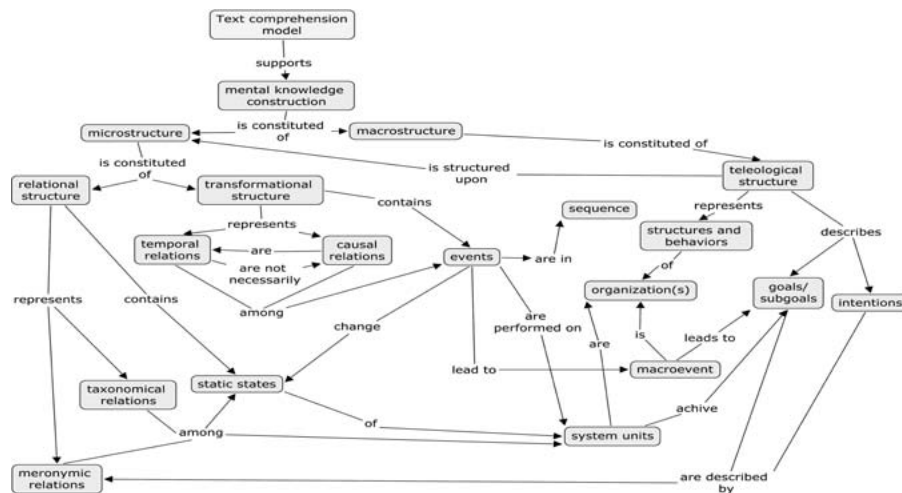 Text comprehension
model
supports
mental knowledge
construction
is constituted
of
microstructure
macrostructure
is constituted of
is constituted
of
is structured
upon
teleological
structure
relational
structure
transformational
structure
contains
sequence
represents
represents
structures and
behaviors
describes
temporal
relations
are
causal
relations
are not
necessarily
events
are in
of
organization(s)
goals/
subgoals
intentions
represents
contains
among
change
are
performed on
are
is
leads to
lead to
macroevent
taxonomical
relations
static states
achive
among
of
system units
meronymic
relations
are described
by